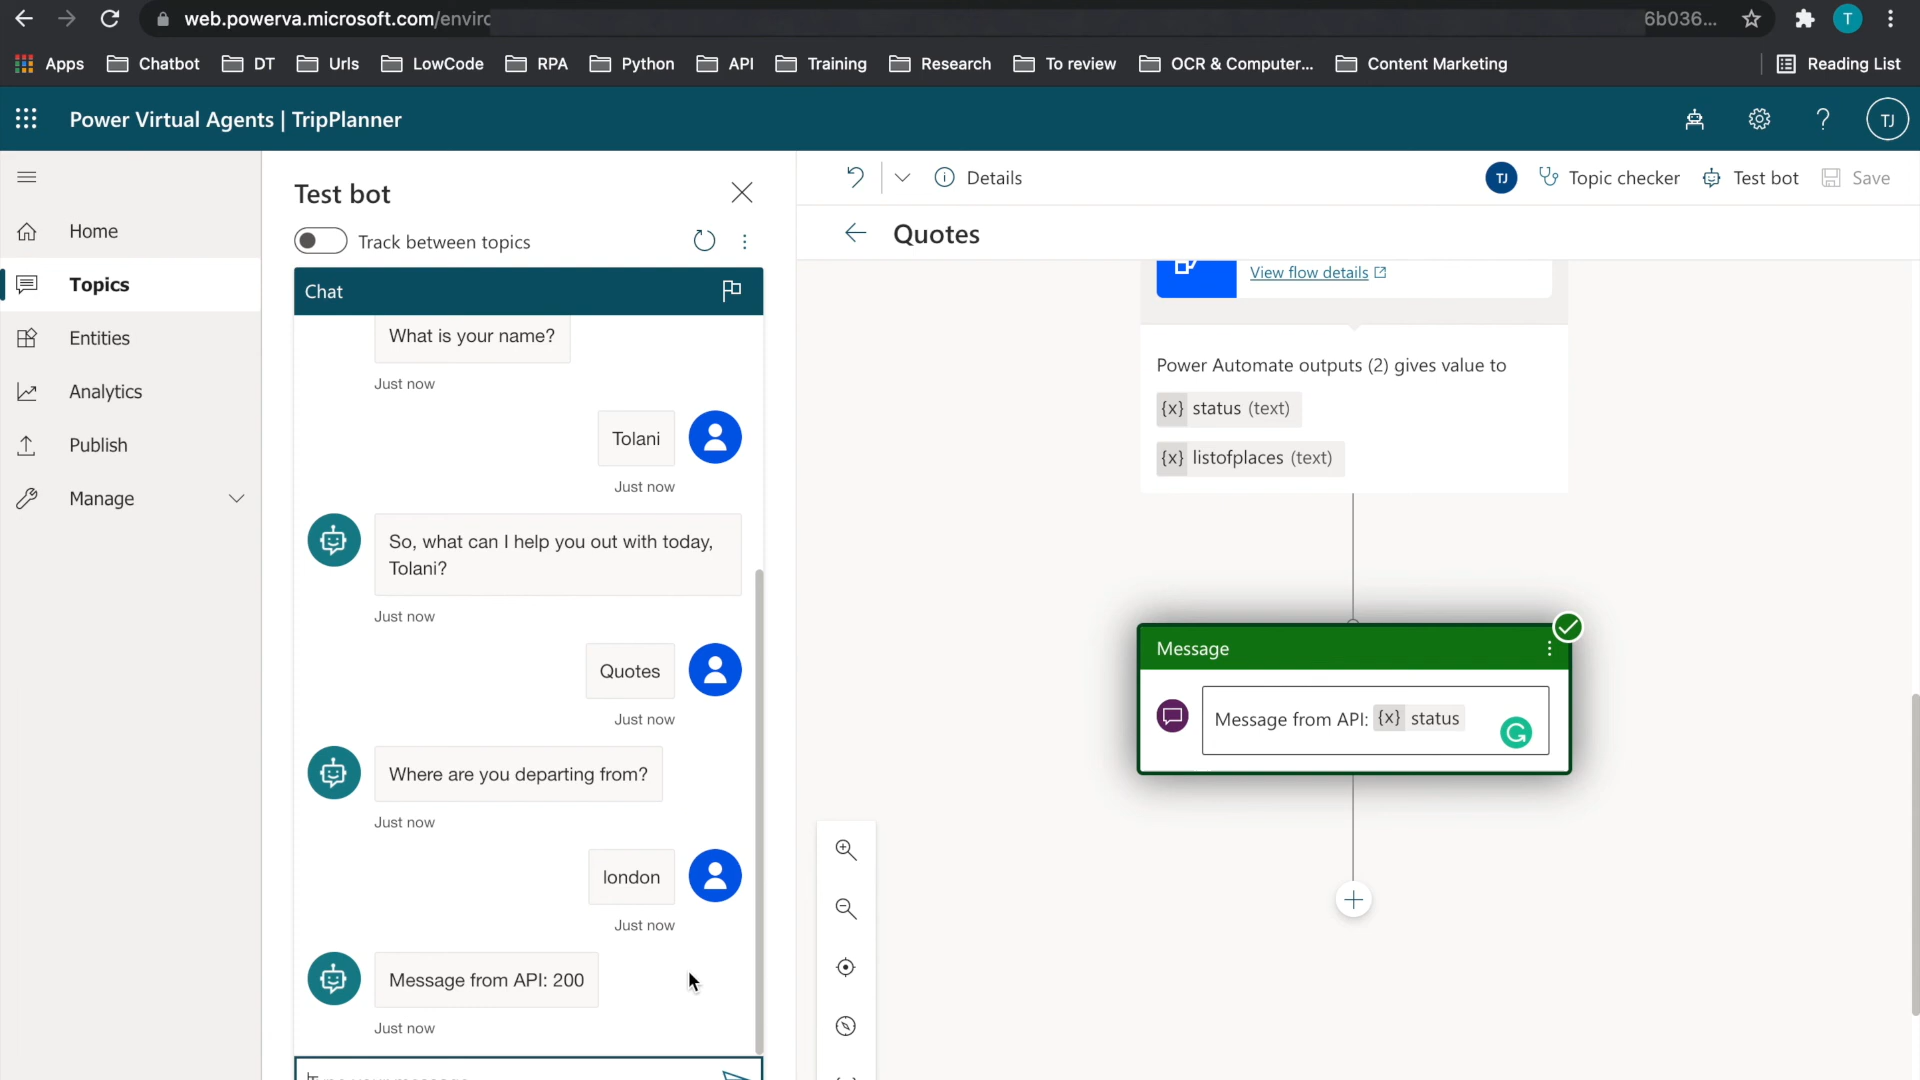 web.powerva.microsoft.com/enviro
6b036...
T
Apps
Chatbot
DT
Urls
LowCode
RPA
Python
API
Training
Research
To review
OCR & Computer...
Content Marketing
Reading List
Power Virtual Agents | TripPlanner
TJ
Home
Topics
Entities
Analytics
Publish
Manage
Test bot
Track between topics
Chat
What is your name?
Just now
Tolani
Just now
So, what can I help you out with today,
Tolani?
Just now
Quotes
Just now
Where are you departing from?
Just now
london
Just now
Message from API: 200
Just now
Details
TJ
Topic checker
Test bot
Save
Quotes
View flow details
Power Automate outputs (2) gives value to
{x} status (text)
{x} listofplaces (text)
Message
Message from API: {x} status